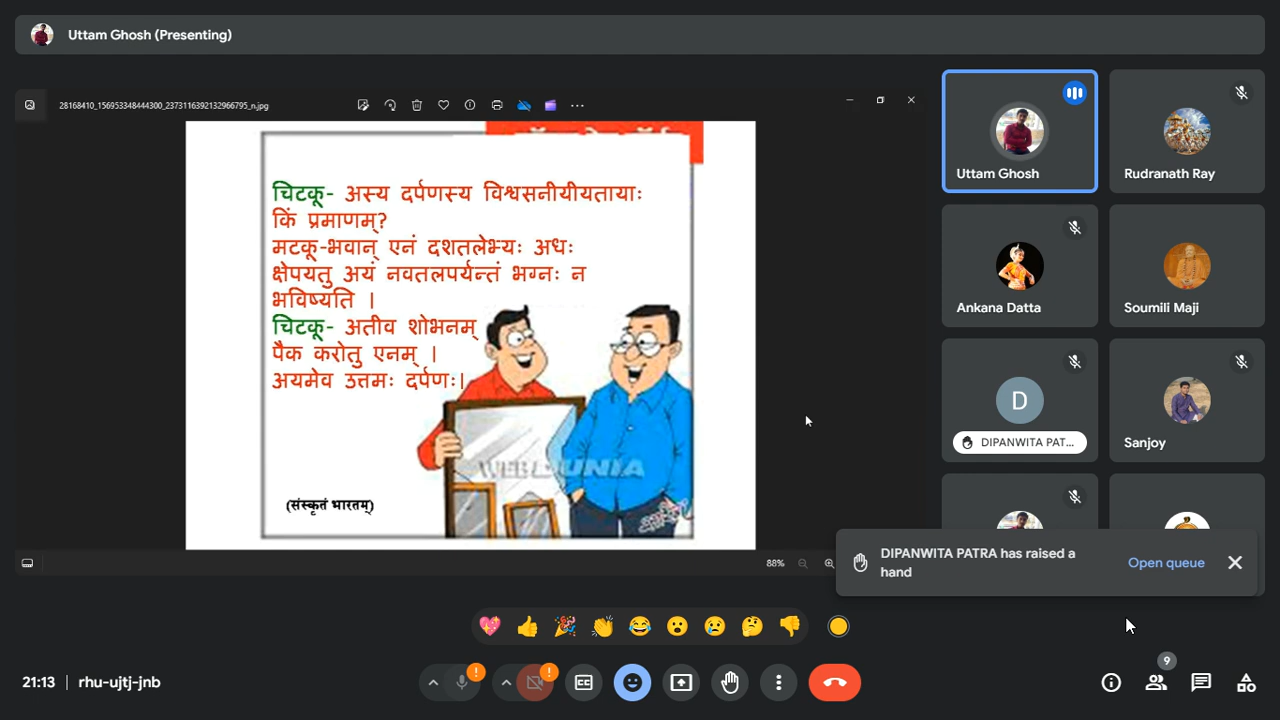 Uttam Ghosh (Presenting)
28168410_156953348444300_2373116392132966795_n.jpg
चिटकू- अस्य दर्पणस्य विश्वसनीयीयतायाः
किं प्रमाणम्?
मटकू-भवान् एनं दशतलेभ्यः अधः
क्षेपयतु अयं नवतलपर्यन्तं भग्नः न
भविष्यति ।
चिटकू- अतीव शोभनम्
पैक करोतु एनम् ।
अयमेव उत्तमः दर्पणः।
WEBDUNIA
(संस्कृतं भारतम्)
88%
Uttam Ghosh
Rudranath Ray
Ankana Datta
Soumili Maji
D
DIPANWITA PAT...
Sanjoy
DIPANWITA PATRA has raised a
hand
Open queue
21:13 | rhu-ujtj-jnb
9